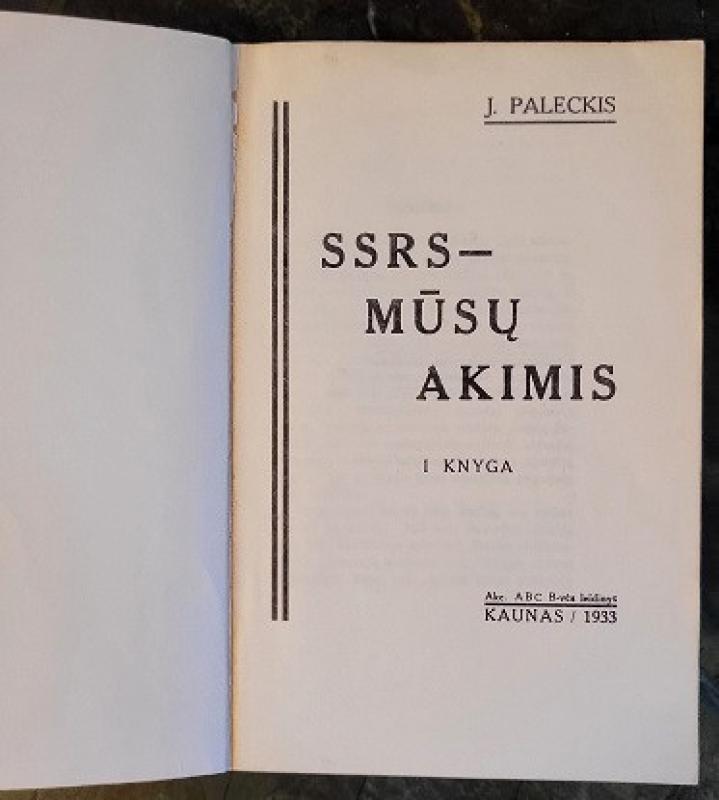 J. PALECKIS
SSRS—
MŪSŲ
AKIMIS
I KNYGA
Akc. ABC B-vės leidinys
KAUNAS / 1933